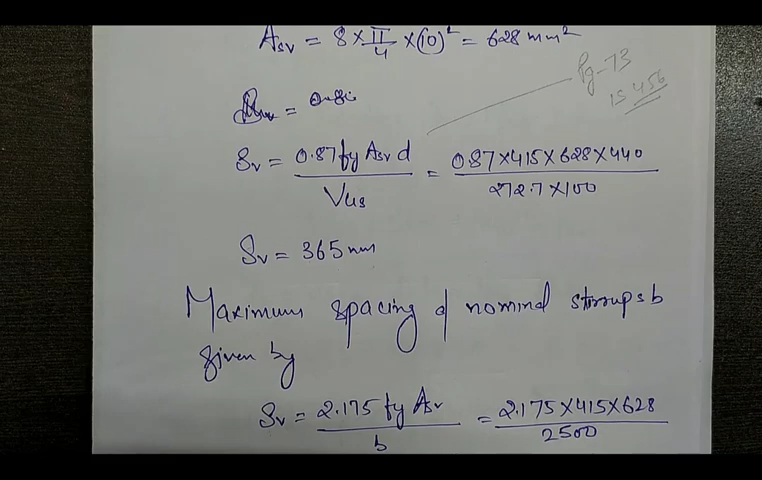 Asv = 8 × π/4 × (10)² = 628 mm²
Pg-73
IS 456
Sv = 0.87 fy Asv d / Vus = 0.87×415×628×440 / 272.7×100
Sv = 365 mm
Maximum spacing of nominal stirrups b
given by
Sv = 2.175 fy Asv / b = 2.175×415×628 / 2500